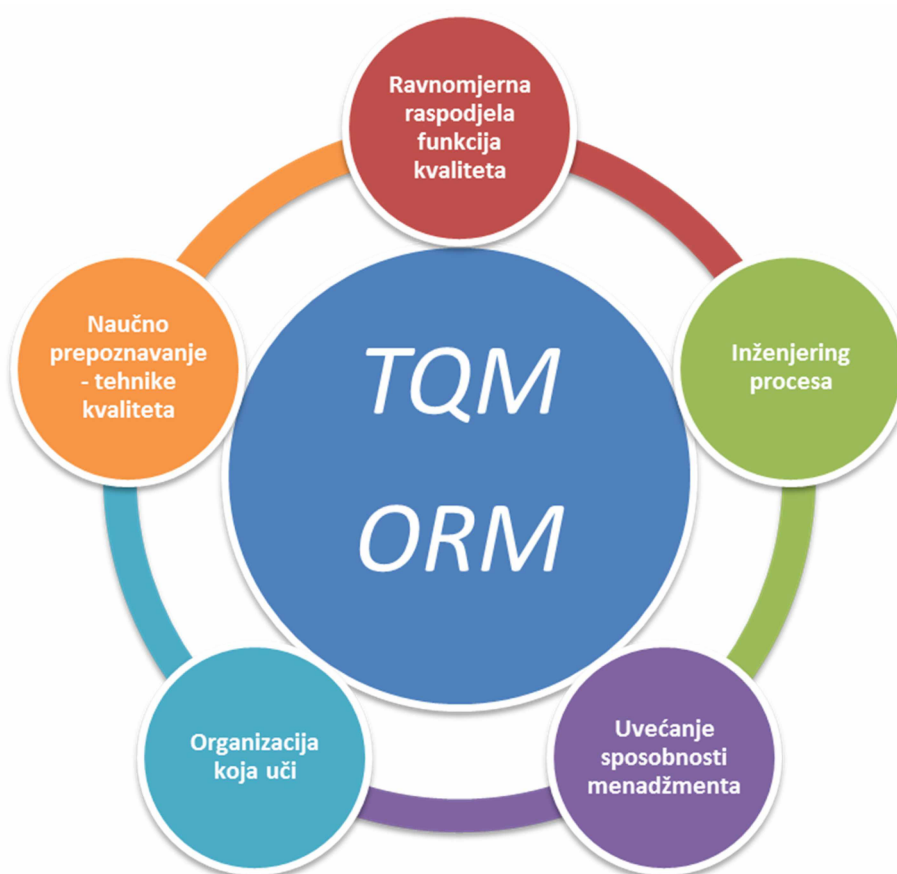 Ravnomjerna
raspodjela
funkcija
kvaliteta
Naučno
prepoznavanje
- tehnike
kvaliteta
TQM
ORM
Inženjering
procesa
Organizacija
koja uči
Uvećanje
sposobnosti
menadžmenta